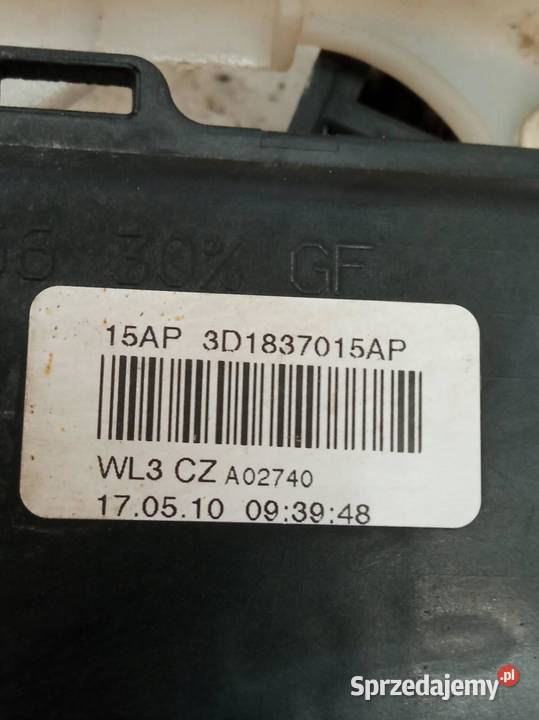 30% GF
15AP 3D1837015AP
WL3 CZ A02740
17.05.10 09:39:48
Sprzedajemy.pl